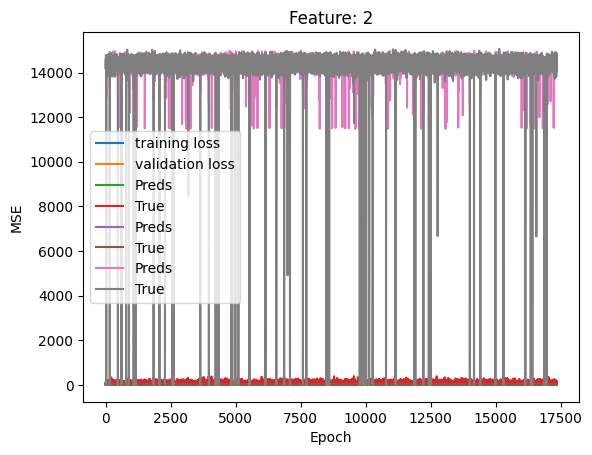 Feature: 2
MSE
14000
12000
10000
8000
6000
4000
2000
0
training loss
validation loss
Preds
True
Preds
True
Preds
True
0
2500
5000
7500
10000
12500
15000
17500
Epoch